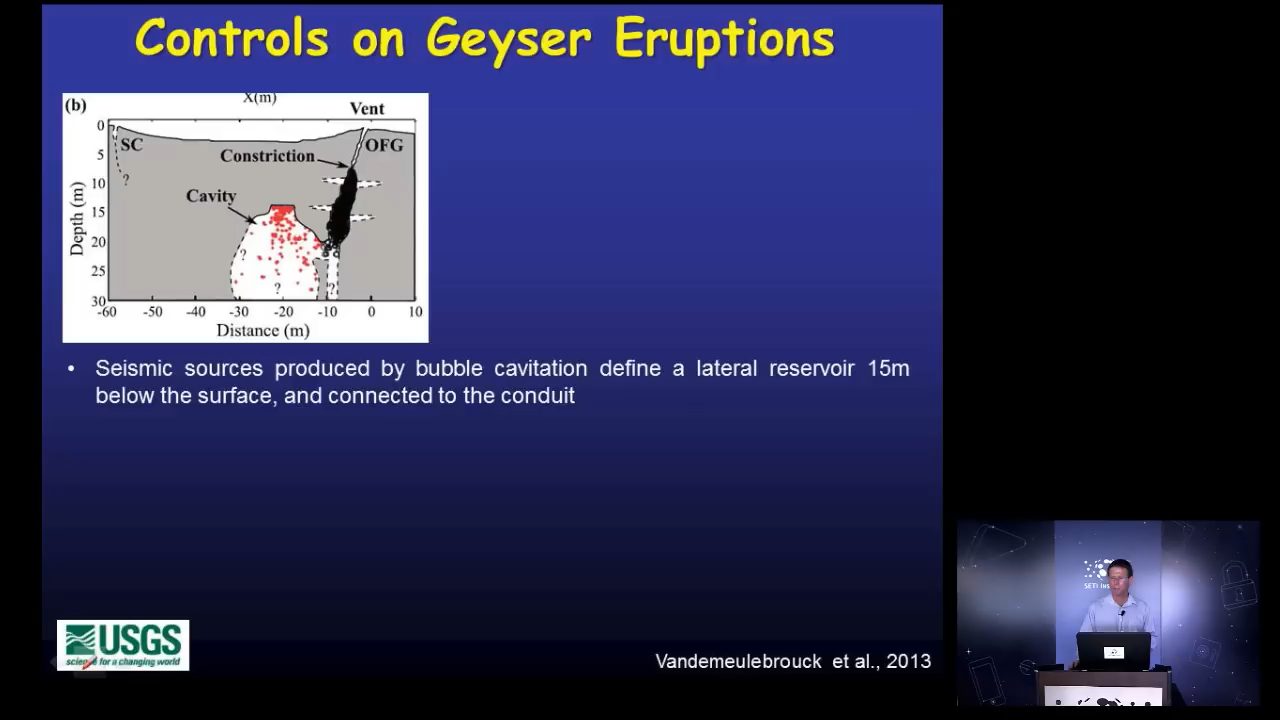 Controls on Geyser Eruptions
(b)
X(m)
Vent
SC
OFG
Constriction
Cavity
?
?
?
?
Depth (m)
0
5
10
15
20
25
30
-60 -50 -40 -30 -20 -10 0 10
Distance (m)
• Seismic sources produced by bubble cavitation define a lateral reservoir 15m
below the surface, and connected to the conduit
USGS
science for a changing world
Vandemeulebrouck et al., 2013
SETI